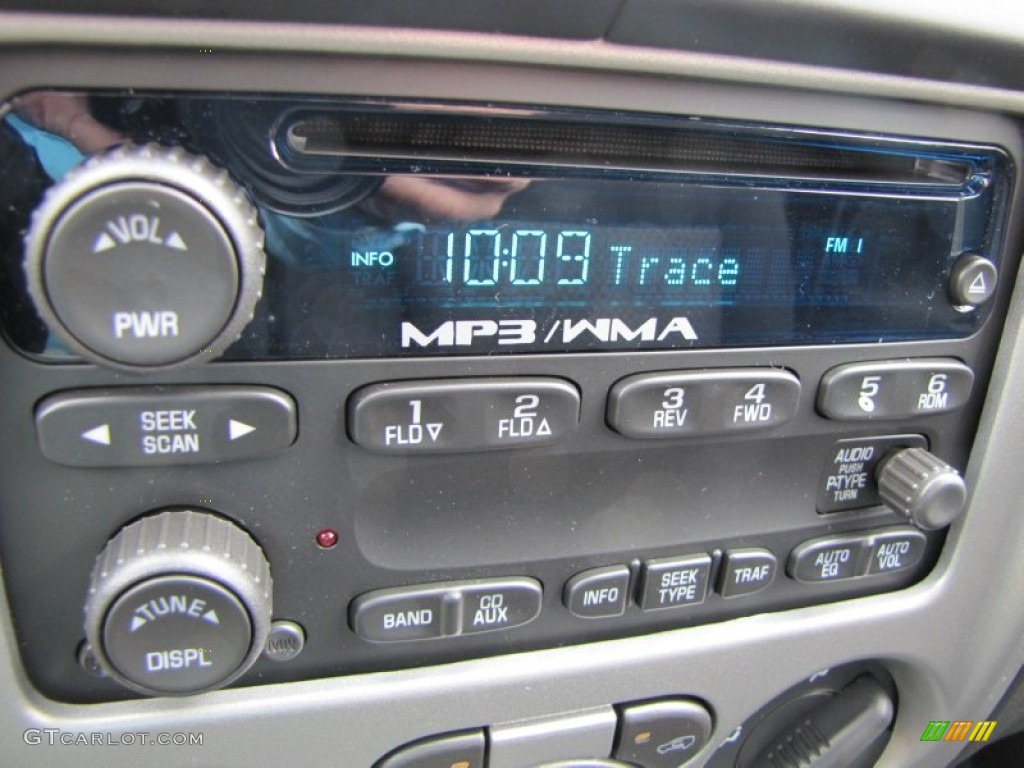 VOL
PWR
INFO
TRAF
10:09
Trace
FM 1
MP3/WMA
SEEK
SCAN
1
FLD
2
FLD
3
REV
4
FWD
5
6
RDM
AUDIO
PUSH
P-TYPE
TURN
TUNE
DISPL
MIN
BAND
CD
AUX
INFO
SEEK
TYPE
TRAF
AUTO
EQ
AUTO
VOL
GTCARLOT.COM